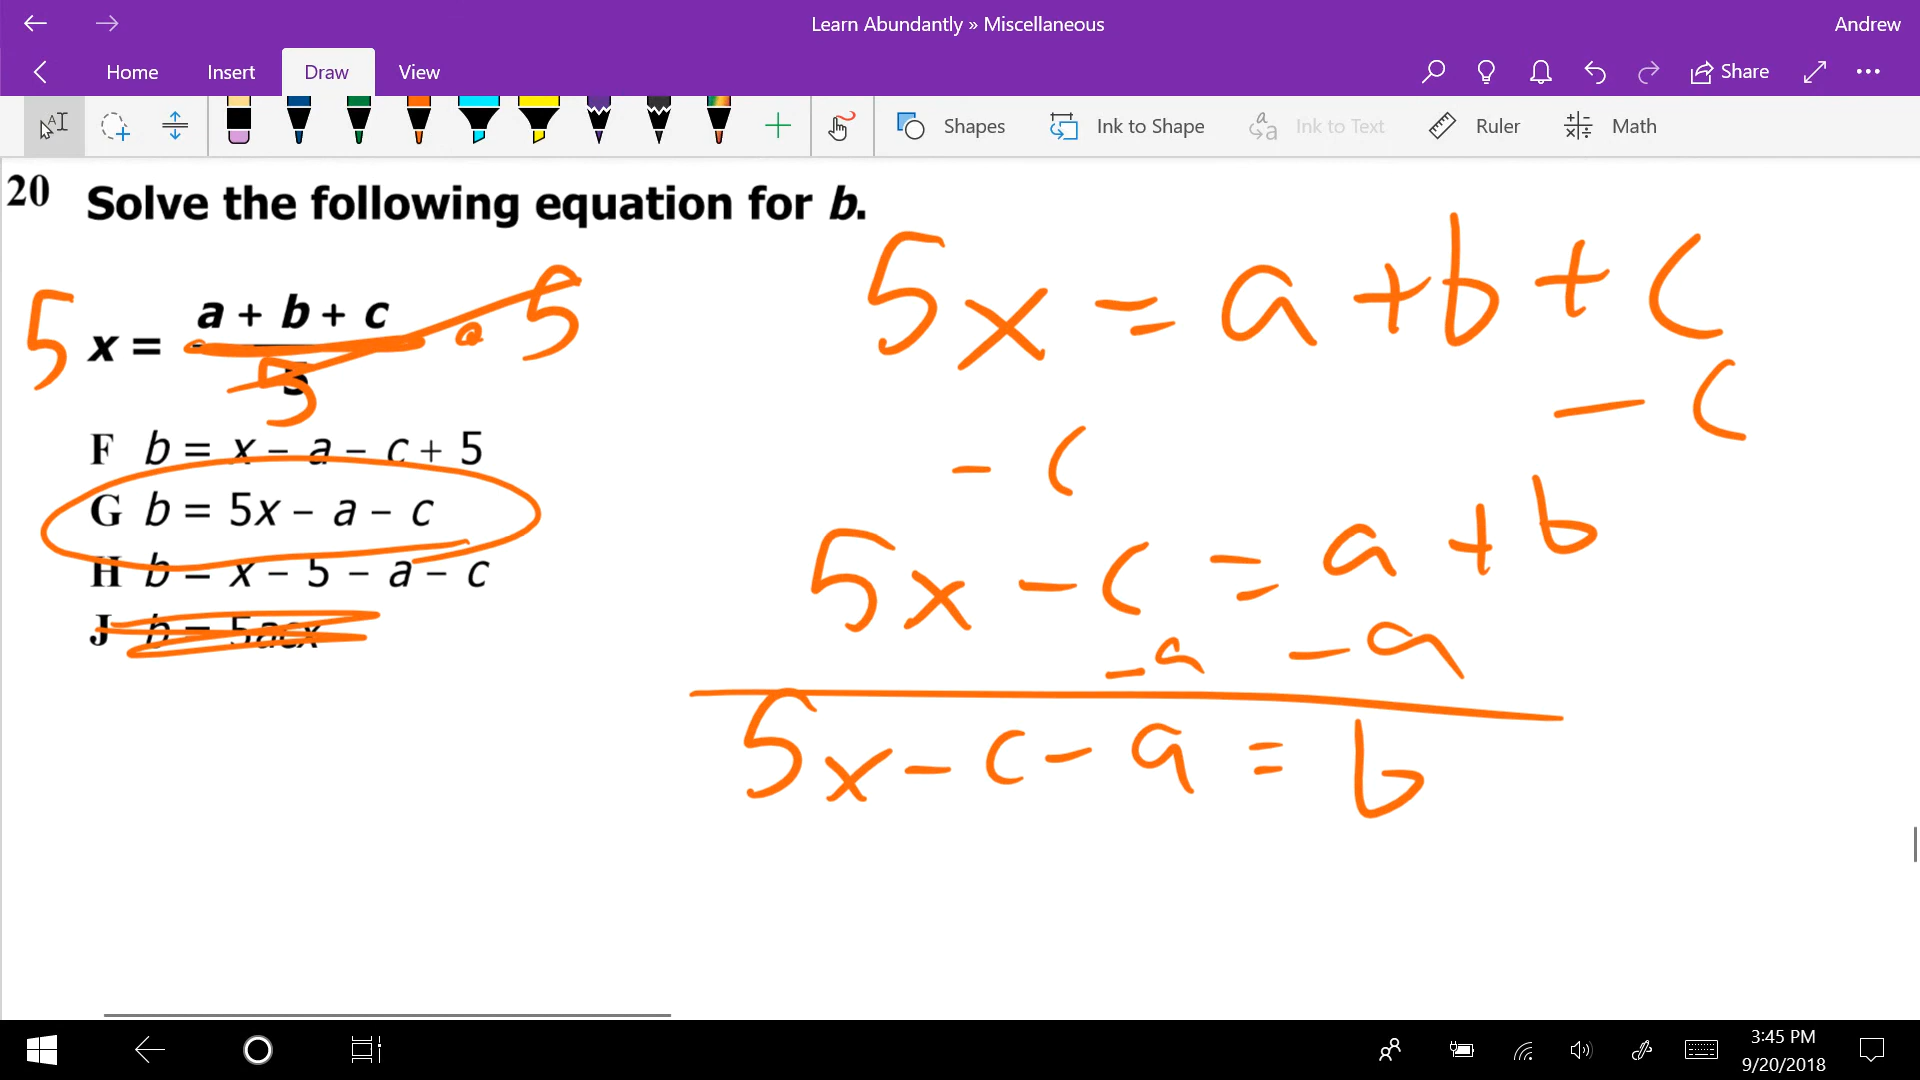 Learn Abundantly » Miscellaneous
Andrew
Home Insert Draw View
Share
Shapes Ink to Shape Ink to Text Ruler Math
20 Solve the following equation for b.
5 x = a + b + c · 5
5
F b = x – a – c + 5
G b = 5x – a – c
H b = x – 5 – a – c
J b = 5acx
5x = a + b + c
– c
– c
5x – c = a + b
– a – a
5x – c – a = b
3:45 PM
9/20/2018